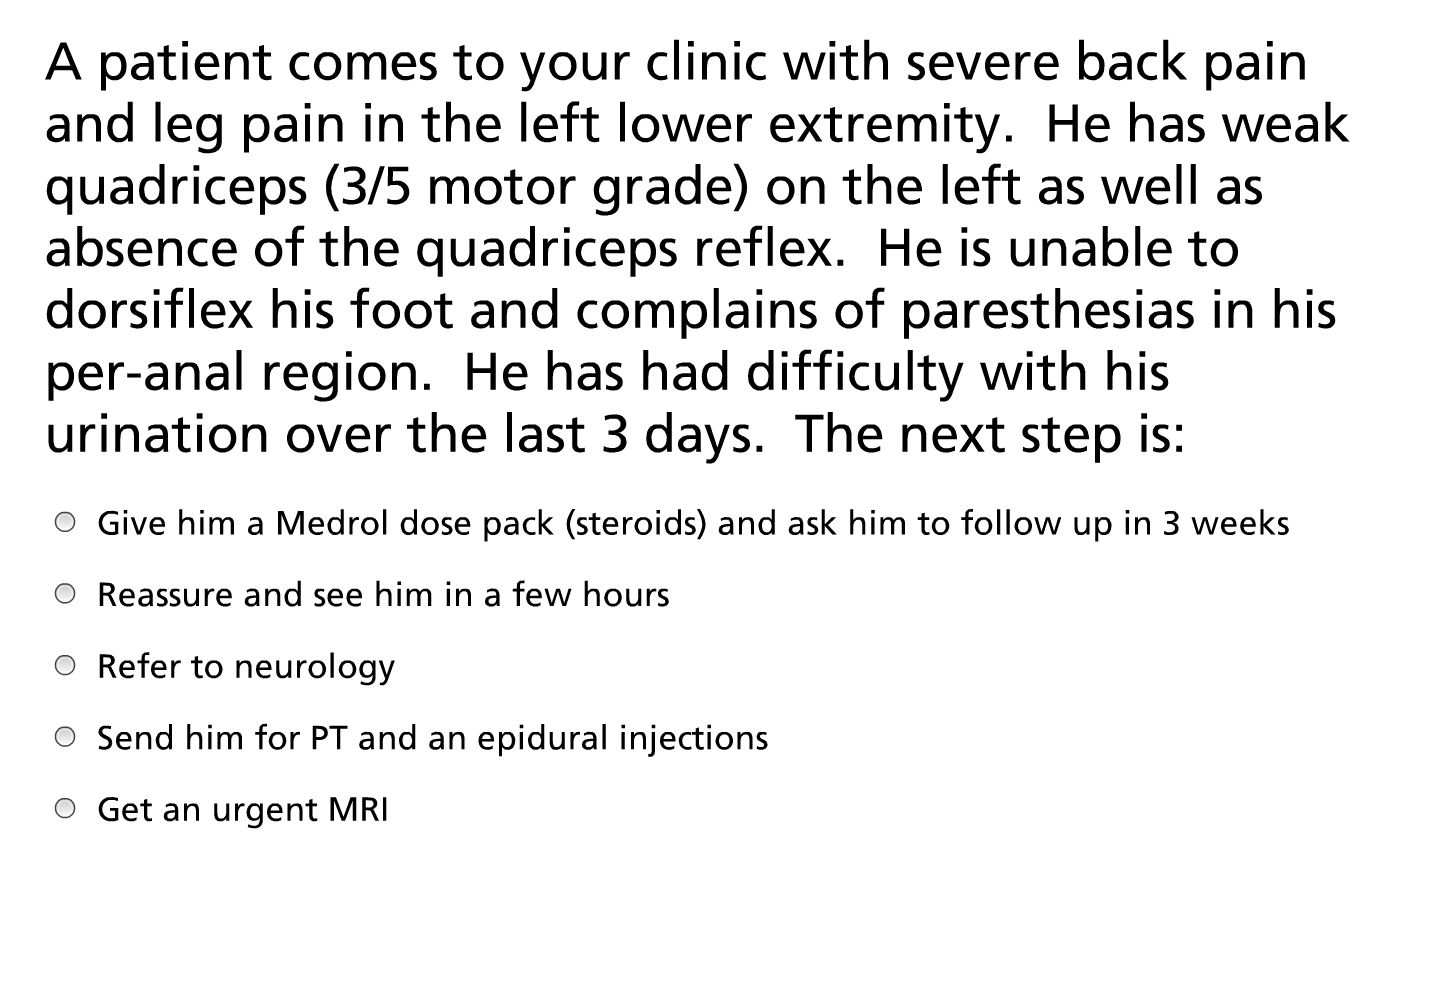 A patient comes to your clinic with severe back pain
and leg pain in the left lower extremity.  He has weak
quadriceps (3/5 motor grade) on the left as well as
absence of the quadriceps reflex.  He is unable to
dorsiflex his foot and complains of paresthesias in his
per-anal region.  He has had difficulty with his
urination over the last 3 days.  The next step is:
Give him a Medrol dose pack (steroids) and ask him to follow up in 3 weeks
Reassure and see him in a few hours
Refer to neurology
Send him for PT and an epidural injections
Get an urgent MRI